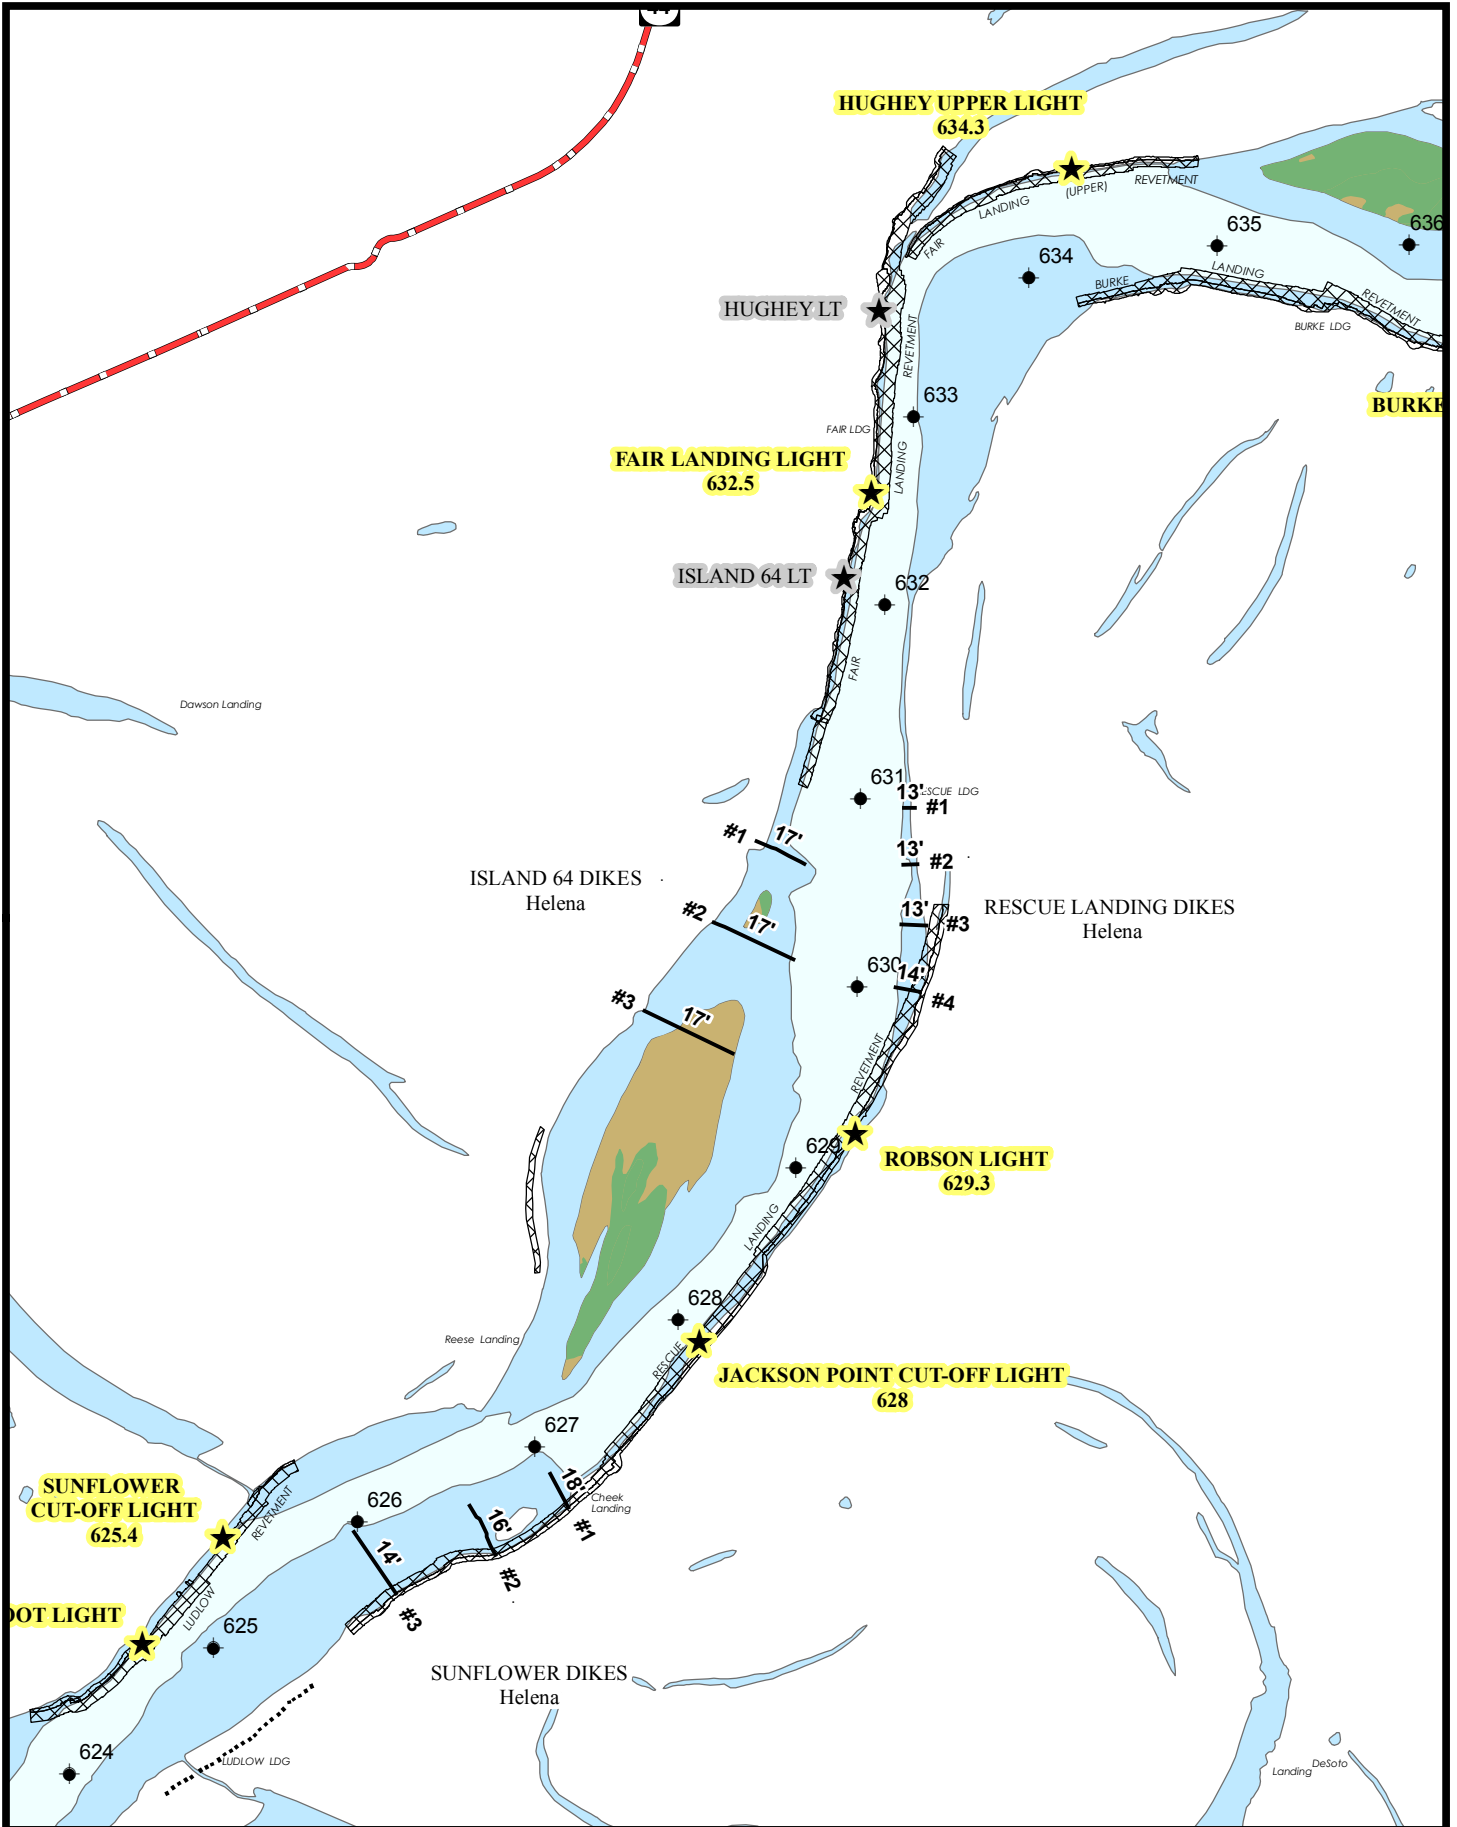 HUGHEY UPPER LIGHT
634.3
FAIR
LANDING
(UPPER)
REVETMENT
635
636
634
BURKE
LANDING
REVETMENT
BURKE LDG
HUGHEY LT
REVETMENT
LANDING
FAIR
633
FAIR LDG
BURKE
FAIR LANDING LIGHT
632.5
ISLAND 64 LT
632
Dawson Landing
631
13'
#1
#1
17'
13'
#2
ISLAND 64 DIKES
Helena
#2
17'
13'
#3
RESCUE LANDING DIKES
Helena
630
14'
#4
#3
17'
REVETMENT
LANDING
RESCUE
629
ROBSON LIGHT
629.3
628
Reese Landing
JACKSON POINT CUT-OFF LIGHT
628
627
SUNFLOWER
CUT-OFF LIGHT
625.4
REVETMENT
LUDLOW
626
18'
#1
Cheek
Landing
16'
#2
14'
#3
OOT LIGHT
625
SUNFLOWER DIKES
Helena
624
LUDLOW LDG
Landing
DeSoto